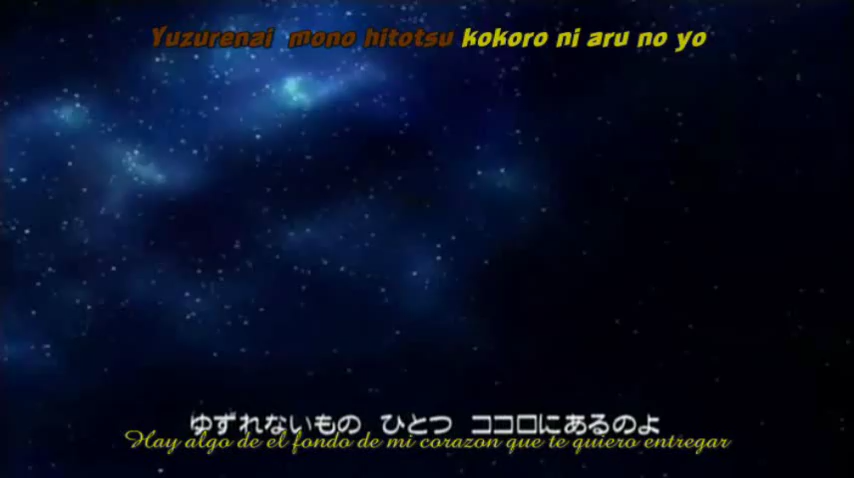 Yuzurenai mono hitotsu kokoro ni aru no yo
ゆずれないもの ひとつ ココロにあるのよ
Hay algo de el fondo de mi corazon que te quiero entregar